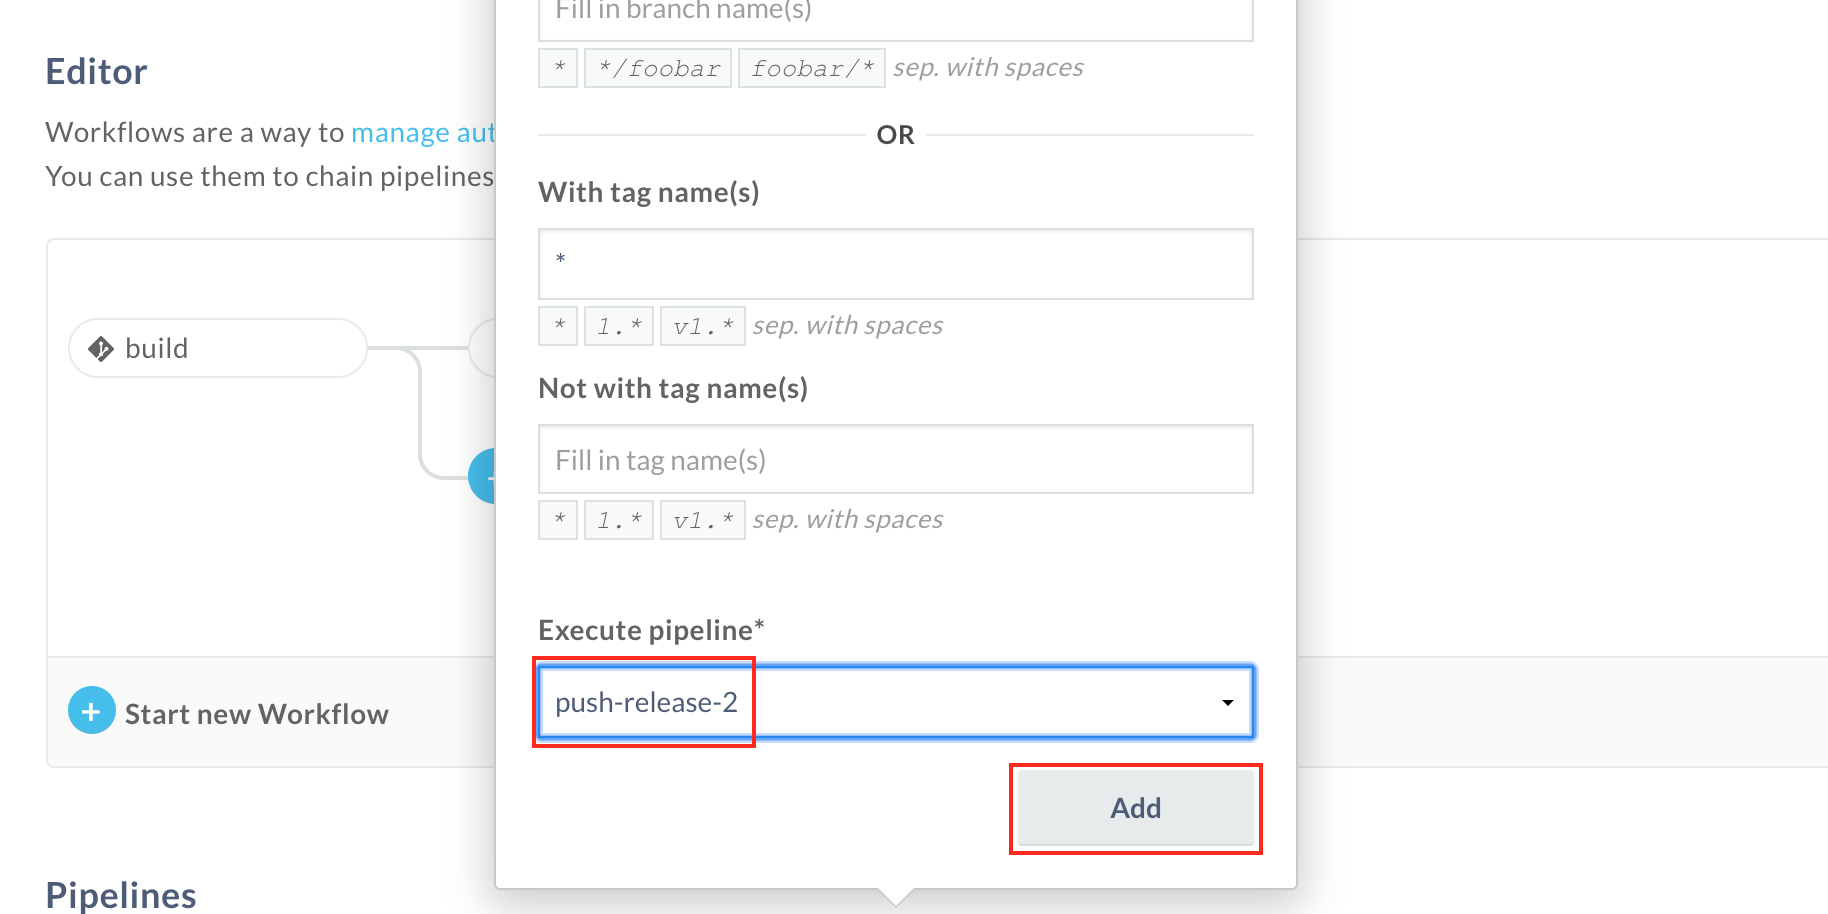 Fill in branch name(s)
* */foobar foobar/* sep. with spaces
OR
With tag name(s)
*
* 1.* v1.* sep. with spaces
Not with tag name(s)
Fill in tag name(s)
* 1.* v1.* sep. with spaces
Execute pipeline*
push-release-2
Add
Editor
Workflows are a way to manage aut
You can use them to chain pipelines
build
+
+ Start new Workflow
Pipelines